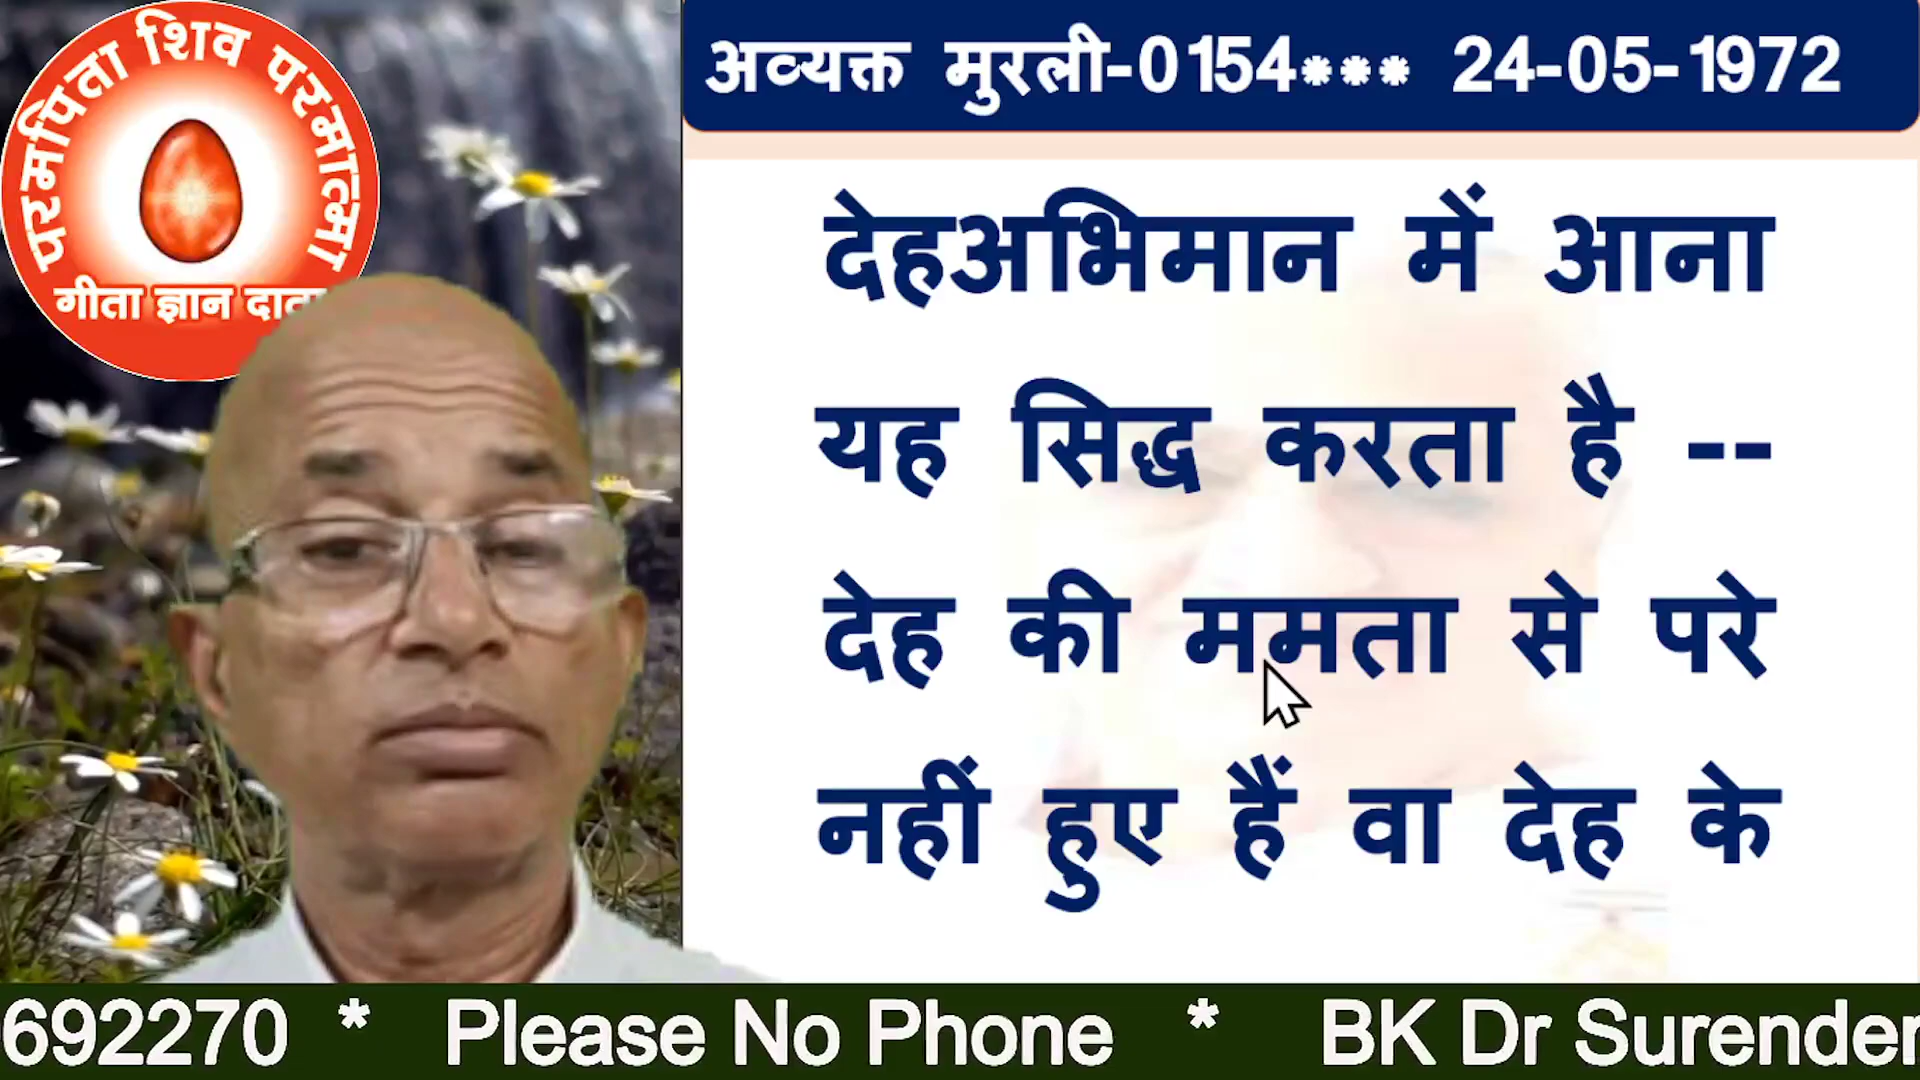 परमपिता शिव परमात्मा
गीता ज्ञान
अव्यक्त मुरली-0154*** 24-05-1972
देहअभिमान में आना
यह सिद्ध करता है --
देह की ममता से परे
नहीं हुए हैं वा देह के
692270 * Please No Phone * BK Dr Surender